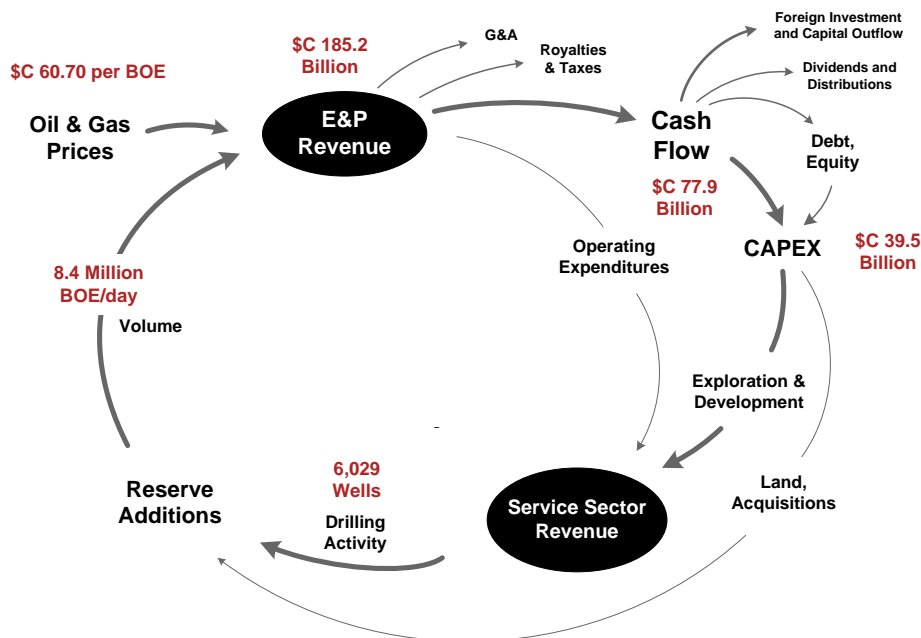 $C 60.70 per BOE
Oil & Gas
Prices
$C 185.2
Billion
E&P
Revenue
G&A
Royalties
& Taxes
Foreign Investment
and Capital Outflow
Dividends and
Distributions
Cash
Flow
$C 77.9
Billion
Debt,
Equity
CAPEX
$C 39.5
Billion
Operating
Expenditures
8.4 Million
BOE/day
Volume
Exploration &
Development
Land,
Acquisitions
Service Sector
Revenue
6,029
Wells
Drilling
Activity
Reserve
Additions